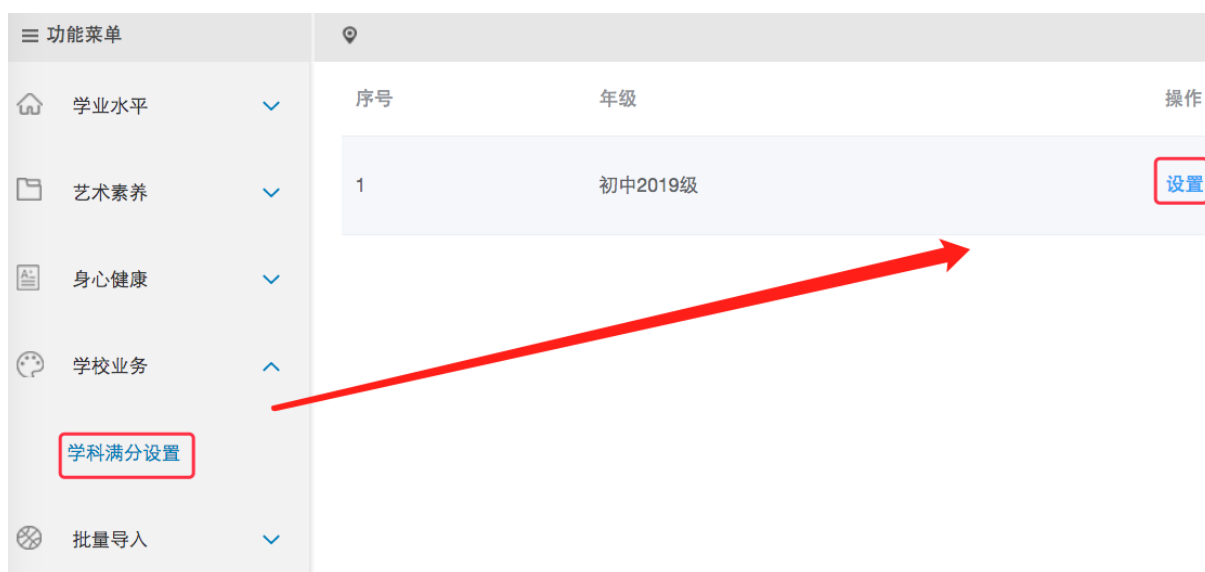 功能菜单
学业水平
艺术素养
身心健康
学校业务
学科满分设置
批量导入
序号 年级 操作
1 初中2019级 设置